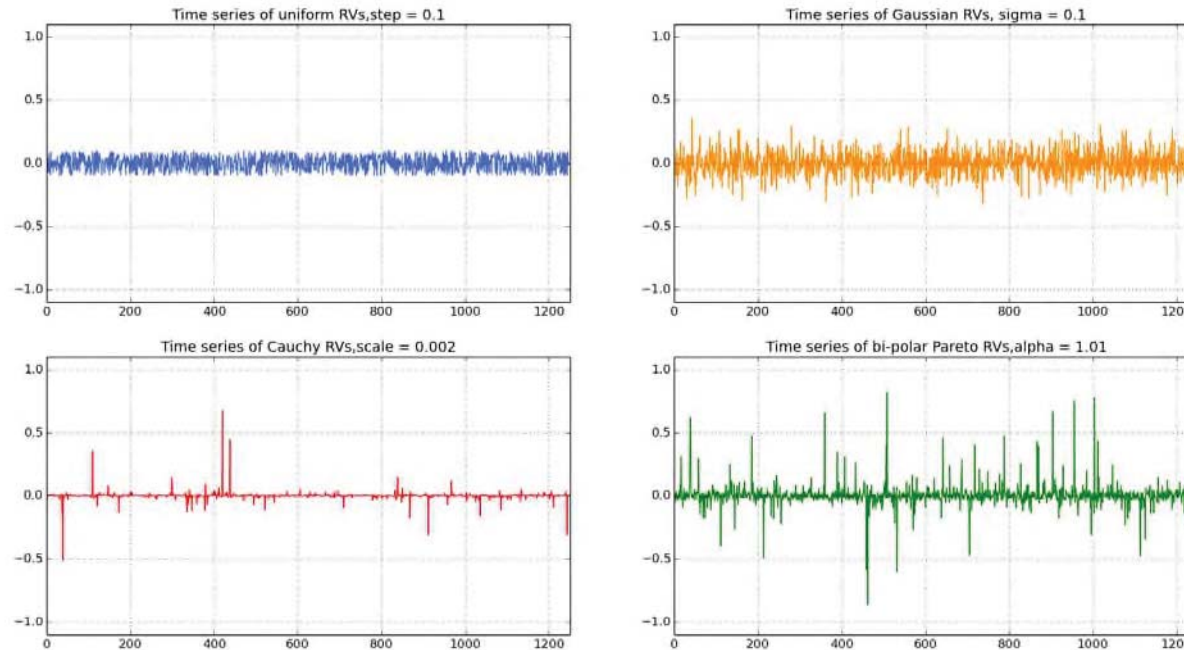 Time series of uniform RVs,step = 0.1
1.0
0.5
0.0
−0.5
−1.0
0 200 400 600 800 1000 1200
Time series of Gaussian RVs, sigma = 0.1
1.0
0.5
0.0
−0.5
−1.0
0 200 400 600 800 1000 1200
Time series of Cauchy RVs,scale = 0.002
1.0
0.5
0.0
−0.5
−1.0
0 200 400 600 800 1000 1200
Time series of bi-polar Pareto RVs,alpha = 1.01
1.0
0.5
0.0
−0.5
−1.0
0 200 400 600 800 1000 1200